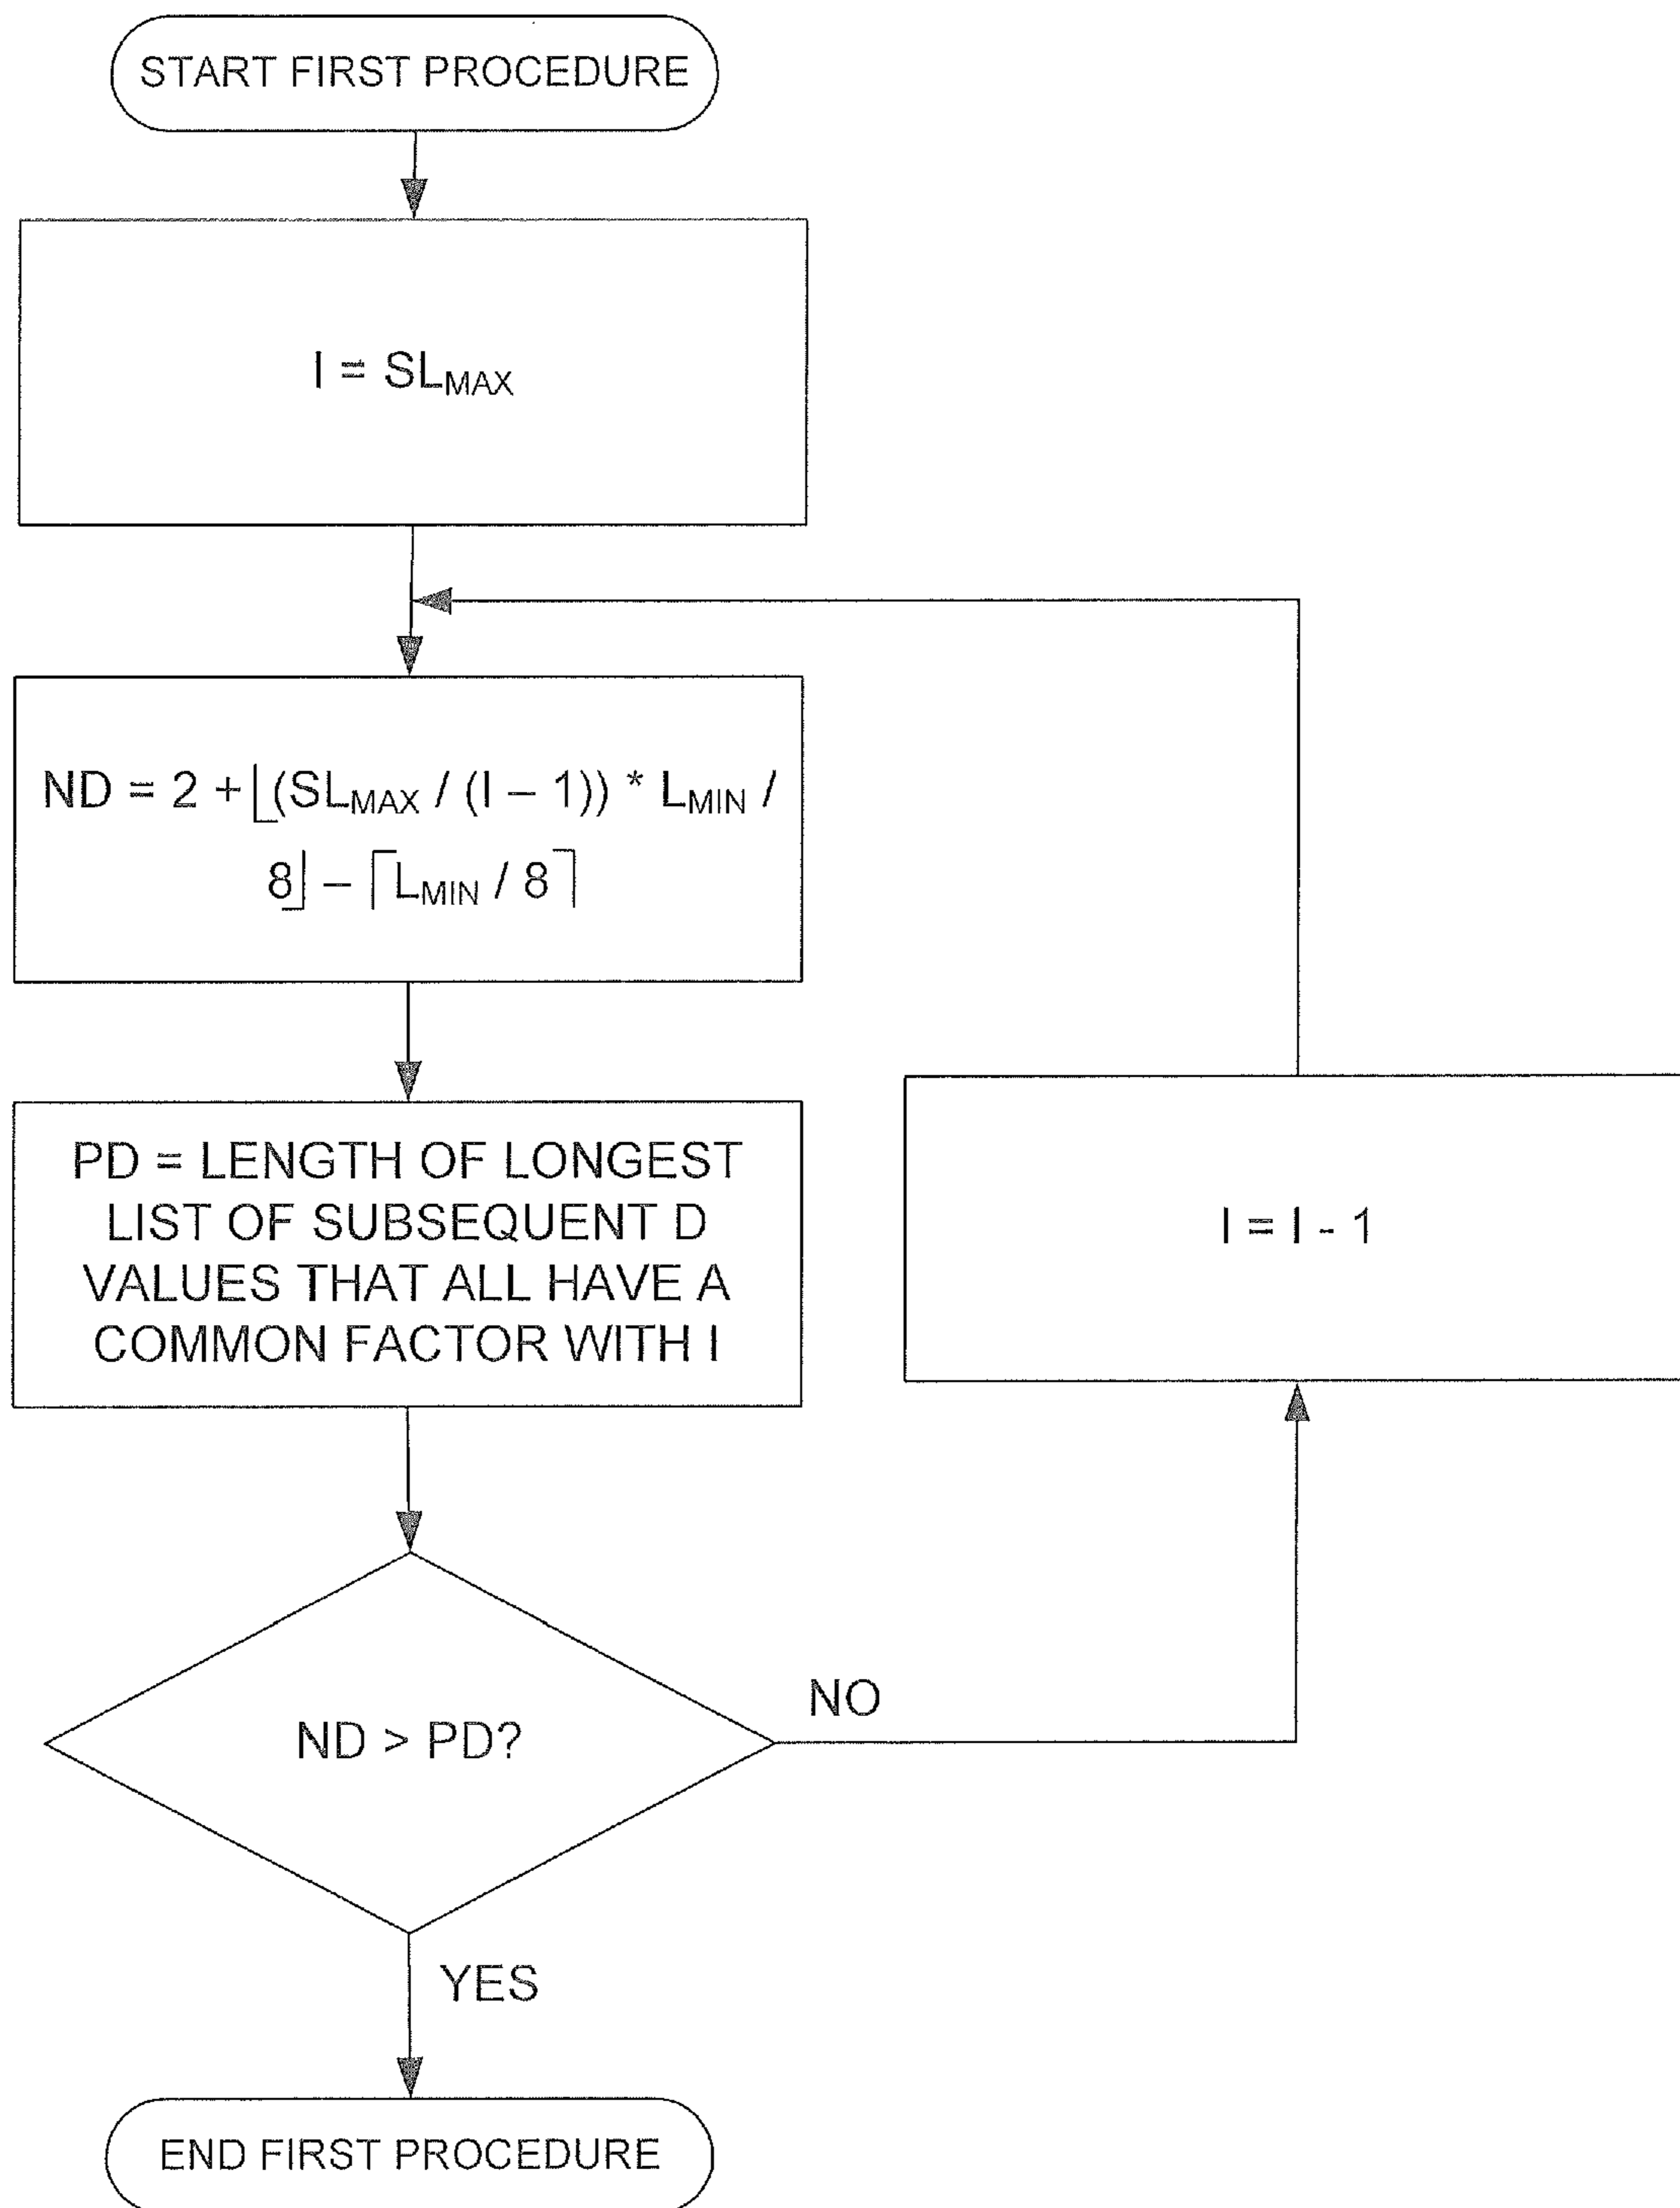 START FIRST PROCEDURE
I = SLMAX
ND = 2 + ⌊(SLMAX / (I – 1)) * LMIN /
8⌋ – ⌈LMIN / 8⌉
PD = LENGTH OF LONGEST
LIST OF SUBSEQUENT D
VALUES THAT ALL HAVE A
COMMON FACTOR WITH I
I = I - 1
ND > PD?
NO
YES
END FIRST PROCEDURE